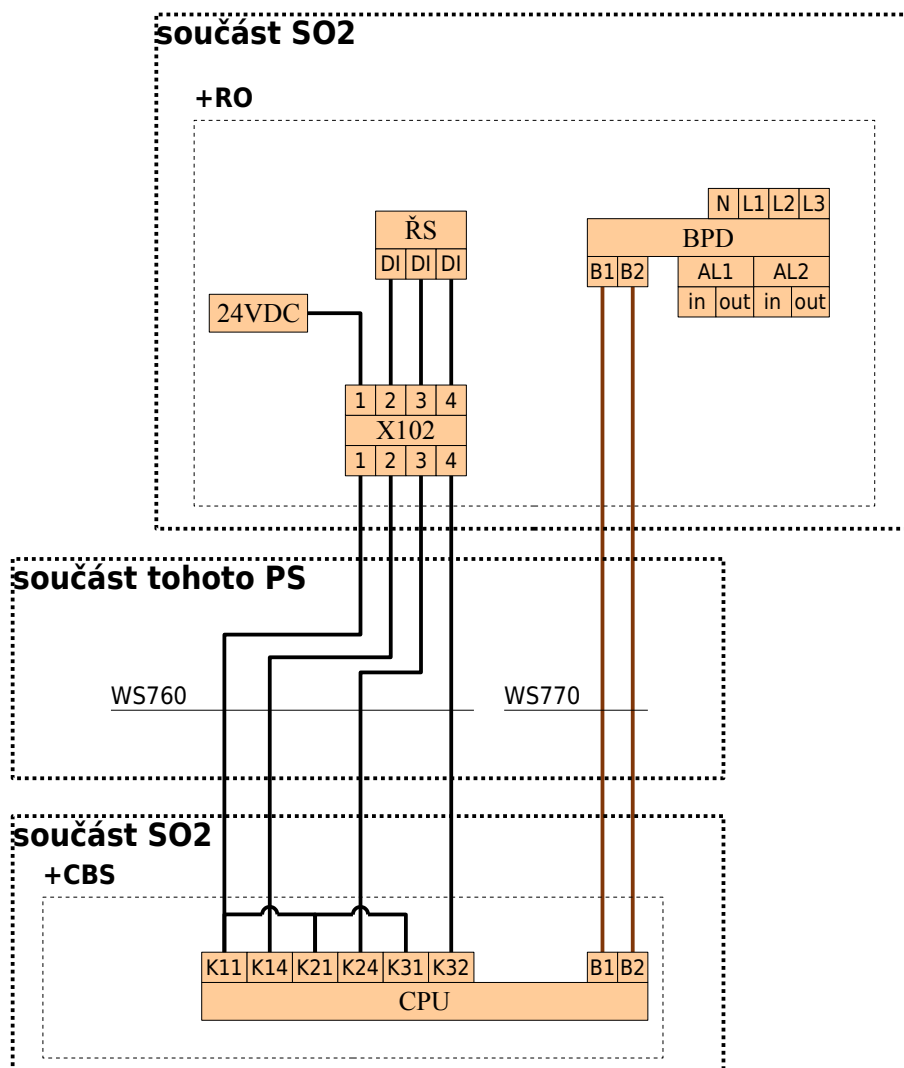 součást SO2
+RO
N L1 L2 L3
ŘS
BPD
DI DI DI
B1 B2 AL1 AL2
in out in out
24VDC
1 2 3 4
X102
1 2 3 4
součást tohoto PS
WS760 WS770
součást SO2
+CBS
K11 K14 K21 K24 K31 K32 B1 B2
CPU